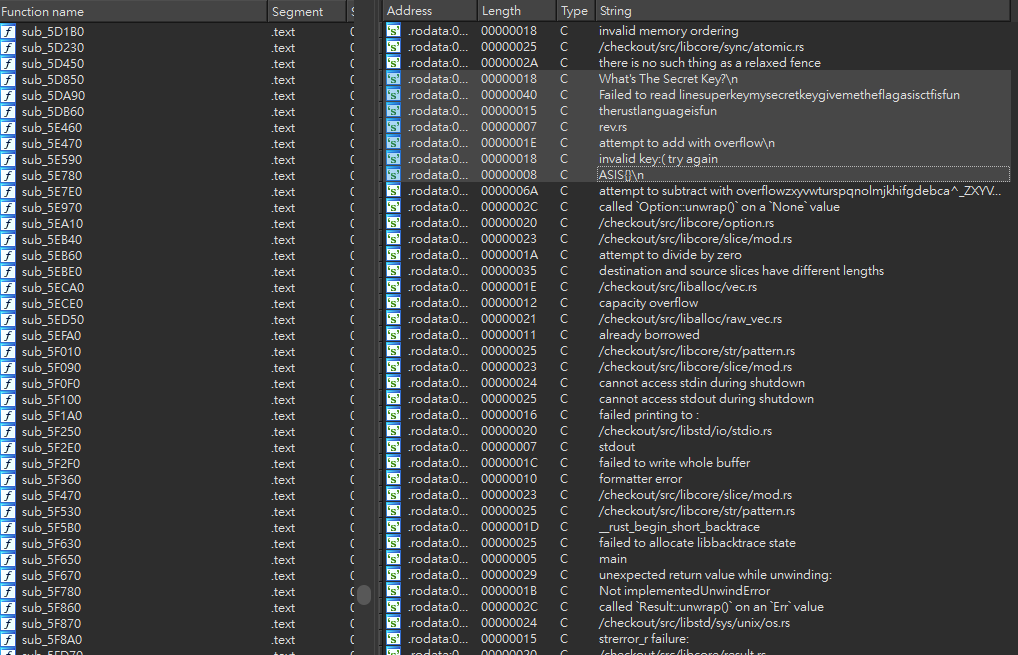 Function name Segment
sub_5D1B0 .text
sub_5D230 .text
sub_5D450 .text
sub_5D850 .text
sub_5DA90 .text
sub_5DB60 .text
sub_5E460 .text
sub_5E470 .text
sub_5E590 .text
sub_5E780 .text
sub_5E7E0 .text
sub_5E970 .text
sub_5EA10 .text
sub_5EB40 .text
sub_5EB60 .text
sub_5EBE0 .text
sub_5ECA0 .text
sub_5ECE0 .text
sub_5ED50 .text
sub_5EFA0 .text
sub_5F010 .text
sub_5F090 .text
sub_5F0F0 .text
sub_5F100 .text
sub_5F1A0 .text
sub_5F250 .text
sub_5F2E0 .text
sub_5F2F0 .text
sub_5F360 .text
sub_5F470 .text
sub_5F530 .text
sub_5F5B0 .text
sub_5F630 .text
sub_5F650 .text
sub_5F670 .text
sub_5F780 .text
sub_5F860 .text
sub_5F870 .text
sub_5F8A0 .text
Address Length Type String
's' .rodata:0... 00000018 C invalid memory ordering
's' .rodata:0... 00000025 C /checkout/src/libcore/sync/atomic.rs
's' .rodata:0... 0000002A C there is no such thing as a relaxed fence
's' .rodata:0... 00000018 C What's The Secret Key?\n
's' .rodata:0... 00000040 C Failed to read linesuperkeymysecretkeygivemetheflagasisctfisfun
's' .rodata:0... 00000015 C therustlanguageisfun
's' .rodata:0... 00000007 C rev.rs
's' .rodata:0... 0000001E C attempt to add with overflow\n
's' .rodata:0... 00000018 C invalid key:( try again
's' .rodata:0... 00000008 C ASIS{}\n
's' .rodata:0... 0000006A C attempt to subtract with overflowzxyvwturspqnolmjkhifgdebca^_ZXYV...
's' .rodata:0... 0000002C C called `Option::unwrap()` on a `None` value
's' .rodata:0... 00000020 C /checkout/src/libcore/option.rs
's' .rodata:0... 00000023 C /checkout/src/libcore/slice/mod.rs
's' .rodata:0... 0000001A C attempt to divide by zero
's' .rodata:0... 00000035 C destination and source slices have different lengths
's' .rodata:0... 0000001E C /checkout/src/liballoc/vec.rs
's' .rodata:0... 00000012 C capacity overflow
's' .rodata:0... 00000021 C /checkout/src/liballoc/raw_vec.rs
's' .rodata:0... 00000011 C already borrowed
's' .rodata:0... 00000025 C /checkout/src/libcore/str/pattern.rs
's' .rodata:0... 00000023 C /checkout/src/libcore/slice/mod.rs
's' .rodata:0... 00000024 C cannot access stdin during shutdown
's' .rodata:0... 00000025 C cannot access stdout during shutdown
's' .rodata:0... 00000016 C failed printing to :
's' .rodata:0... 00000020 C /checkout/src/libstd/io/stdio.rs
's' .rodata:0... 00000007 C stdout
's' .rodata:0... 0000001C C failed to write whole buffer
's' .rodata:0... 00000010 C formatter error
's' .rodata:0... 00000023 C /checkout/src/libcore/slice/mod.rs
's' .rodata:0... 00000025 C /checkout/src/libcore/str/pattern.rs
's' .rodata:0... 0000001D C __rust_begin_short_backtrace
's' .rodata:0... 00000025 C failed to allocate libbacktrace state
's' .rodata:0... 00000005 C main
's' .rodata:0... 00000029 C unexpected return value while unwinding:
's' .rodata:0... 0000001B C Not implementedUnwindError
's' .rodata:0... 0000002C C called `Result::unwrap()` on an `Err` value
's' .rodata:0... 00000024 C /checkout/src/libstd/sys/unix/os.rs
's' .rodata:0... 00000015 C strerror_r failure: